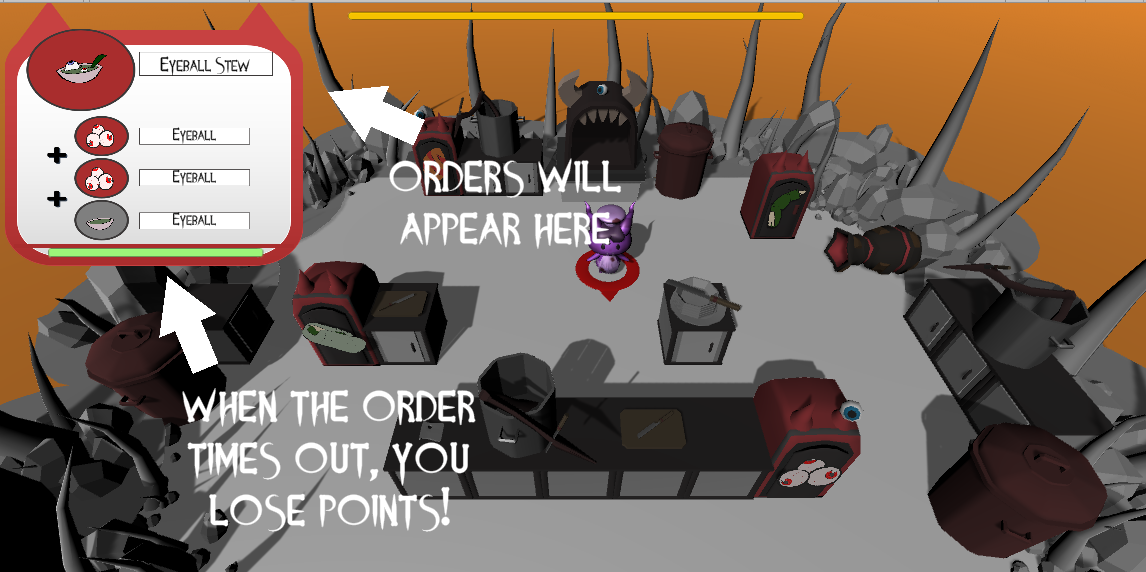 EYEBALL STEW
EYEBALL
EYEBALL
EYEBALL
ORDERS WILL
APPEAR HERE
WHEN THE ORDER
TIMES OUT, YOU
LOSE POINTS!